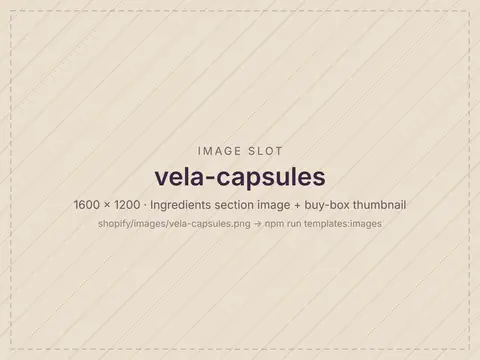 IMAGE SLOT
vela-capsules
1600 × 1200 · Ingredients section image + buy-box thumbnail
shopify/images/vela-capsules.png → npm run templates:images